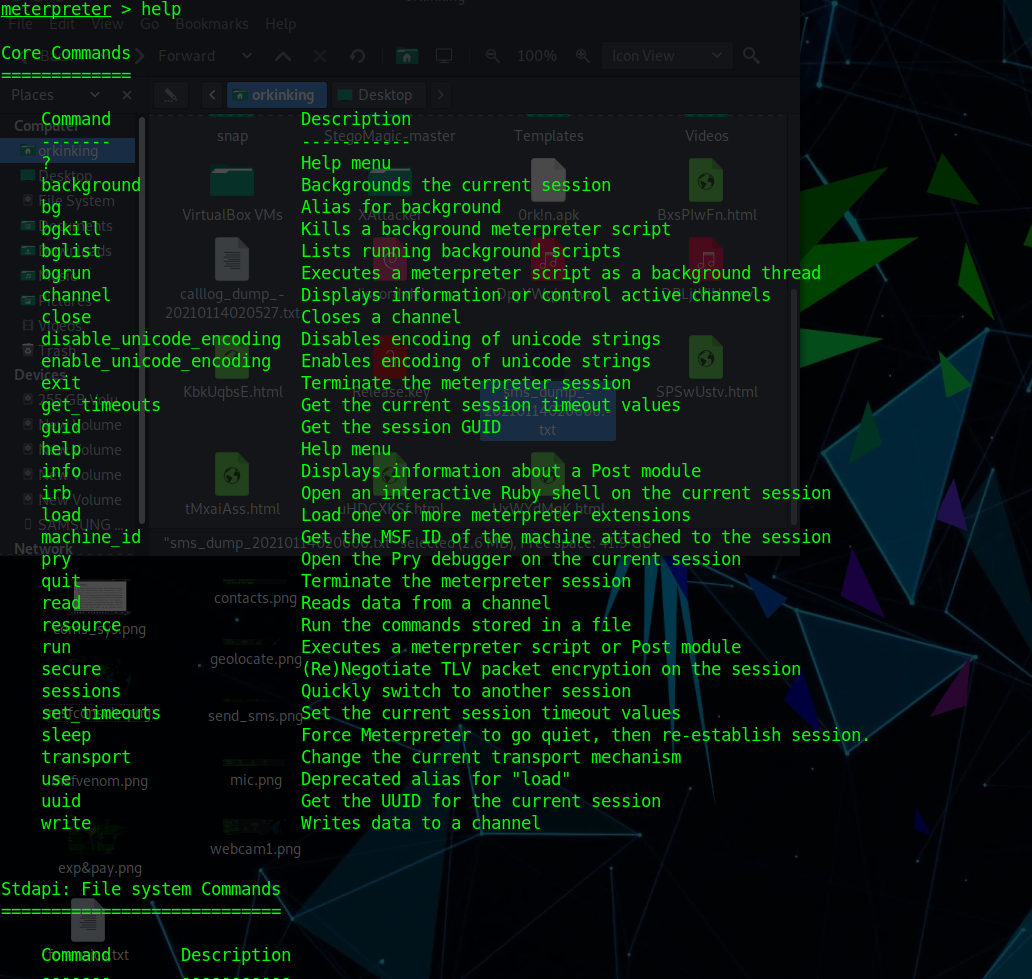 meterpreter > help
File Edit View Go Bookmarks Help
Core Commands
=============
Forward 100% Icon View
Places orkinking Desktop
Command Description
------- -----------
? Help menu
background Backgrounds the current session
bg Alias for background
bgkill Kills a background meterpreter script
bglist Lists running background scripts
bgrun Executes a meterpreter script as a background thread
channel Displays information or control active channels
close Closes a channel
disable_unicode_encoding Disables encoding of unicode strings
enable_unicode_encoding Enables encoding of unicode strings
exit Terminate the meterpreter session
get_timeouts Get the current session timeout values
guid Get the session GUID
help Help menu
info Displays information about a Post module
irb Open an interactive Ruby shell on the current session
load Load one or more meterpreter extensions
machine_id Get the MSF ID of the machine attached to the session
pry Open the Pry debugger on the current session
quit Terminate the meterpreter session
read Reads data from a channel
resource Run the commands stored in a file
run Executes a meterpreter script or Post module
secure (Re)Negotiate TLV packet encryption on the session
sessions Quickly switch to another session
set_timeouts Set the current session timeout values
sleep Force Meterpreter to go quiet, then re-establish session.
transport Change the current transport mechanism
use Deprecated alias for "load"
uuid Get the UUID for the current session
write Writes data to a channel
Stdapi: File system Commands
============================
Command Description
------- -----------
Computer
orkinking
Desktop
File System
Documents
Downloads
Pictures
Videos
Trash
Devices
New Volume
New Volume
New Volume
New Volume
SAMSUNG ...
Network
snap
StegoMagic-master
Templates
Videos
VirtualBox VMs
XAttacker
0rk!n.apk
BxsPIwFn.html
calllog_dump_-
20210114020527.txt
KbkUqbsE.html
Release.key
sms_dump_-
20210114020606.-
txt
SPSwUstv.html
tMxaiAss.html
contacts.png
geolocate.png
send_sms.png
msfvenom.png
mic.png
webcam1.png
exp&pay.png